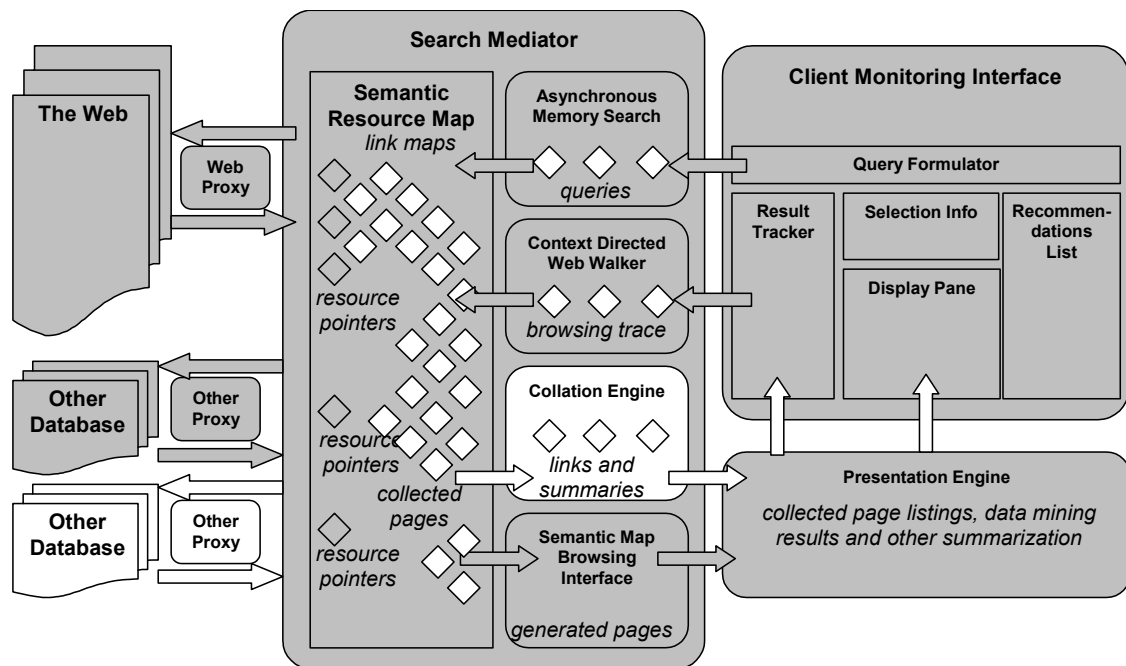 Search Mediator
The Web
Web
Proxy
Other
Database
Other
Proxy
Other
Database
Other
Proxy
Semantic
Resource Map
link maps
resource
pointers
resource
pointers
collected
pages
resource
pointers
Asynchronous
Memory Search
queries
Context Directed
Web Walker
browsing trace
Collation Engine
links and
summaries
Semantic Map
Browsing
Interface
generated pages
Client Monitoring Interface
Query Formulator
Result
Tracker
Selection Info
Display Pane
Recommen-
dations
List
Presentation Engine
collected page listings, data mining
results and other summarization